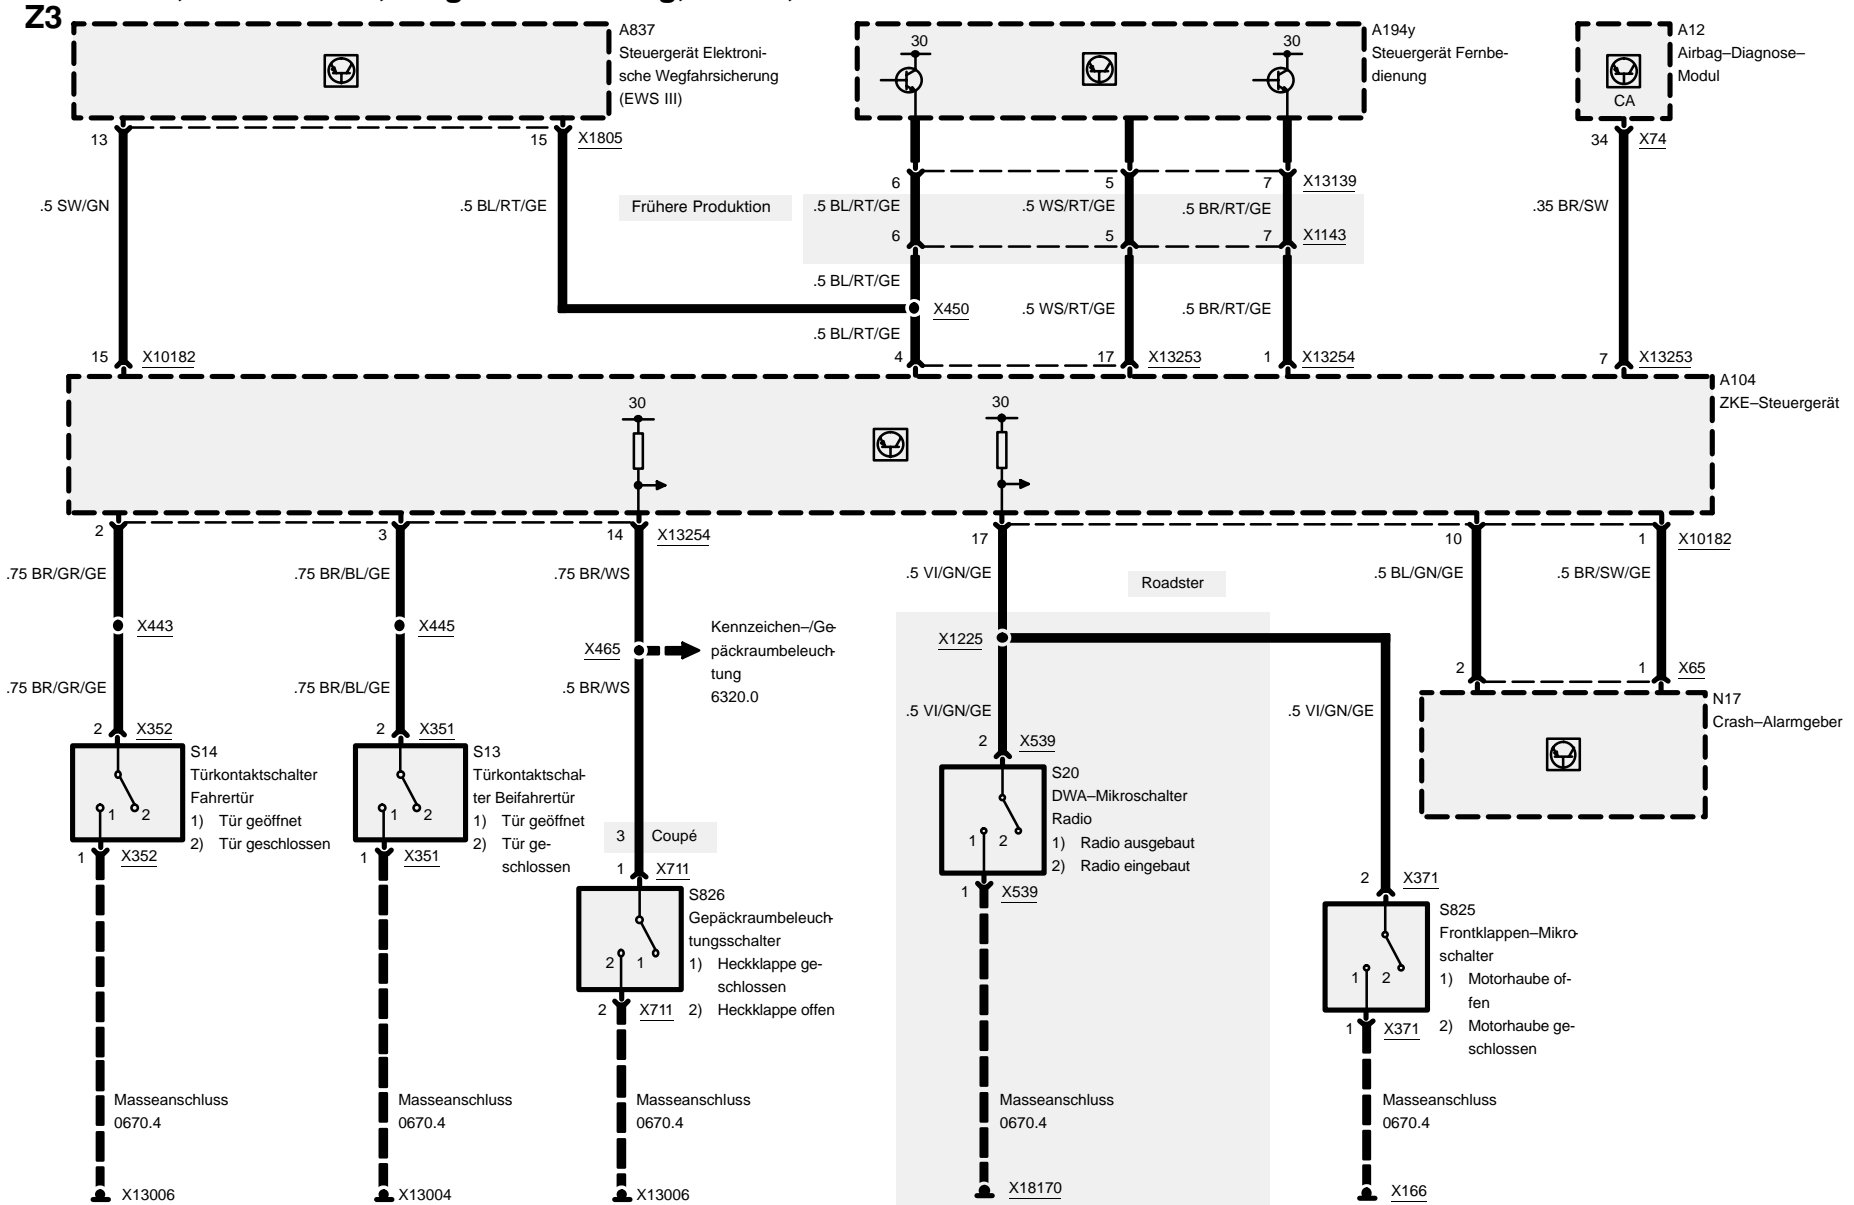 Z3
A837
Steuergerät Elektroni-
sche Wegfahrsicherung
(EWS III)
30
30
A194y
Steuergerät Fernbe-
dienung
A12
Airbag–Diagnose–
Modul
CA
13
15
X1805
34
X74
6
5
7
X13139
.5 SW/GN
.5 BL/RT/GE
Frühere Produktion
.5 BL/RT/GE
.5 WS/RT/GE
.5 BR/RT/GE
.35 BR/SW
6
5
7
X1143
.5 BL/RT/GE
X450
.5 WS/RT/GE
.5 BR/RT/GE
.5 BL/RT/GE
15
X10182
4
17
X13253
1
X13254
7
X13253
A104
ZKE–Steuergerät
30
30
2
3
14
X13254
17
10
1
X10182
.75 BR/GR/GE
.75 BR/BL/GE
.75 BR/WS
.5 VI/GN/GE
Roadster
.5 BL/GN/GE
.5 BR/SW/GE
X443
X445
X465
Kennzeichen–/Ge-
päckraumbeleuch-
tung
6320.0
X1225
2
1
X65
.75 BR/GR/GE
.75 BR/BL/GE
.5 BR/WS
.5 VI/GN/GE
.5 VI/GN/GE
N17
Crash–Alarmgeber
2
X352
2
X351
2
X539
S14
Türkontaktschalter
Fahrertür
1) Tür geöffnet
2) Tür geschlossen
1
2
S13
Türkontaktschal-
ter Beifahrertür
1) Tür geöffnet
2) Tür ge-
schlossen
1
2
S20
DWA–Mikroschalter
Radio
1) Radio ausgebaut
2) Radio eingebaut
1
2
3
Coupé
1
X352
1
X351
1
X711
1
X539
2
X371
S826
Gepäckraumbeleuch-
tungsschalter
1) Heckklappe ge-
schlossen
2) Heckklappe offen
2
1
S825
Frontklappen–Mikro-
schalter
1) Motorhaube of-
fen
2) Motorhaube ge-
schlossen
1
2
2
X711
1
X371
Masseanschluss
0670.4
Masseanschluss
0670.4
Masseanschluss
0670.4
Masseanschluss
0670.4
Masseanschluss
0670.4
X13006
X13004
X13006
X18170
X166